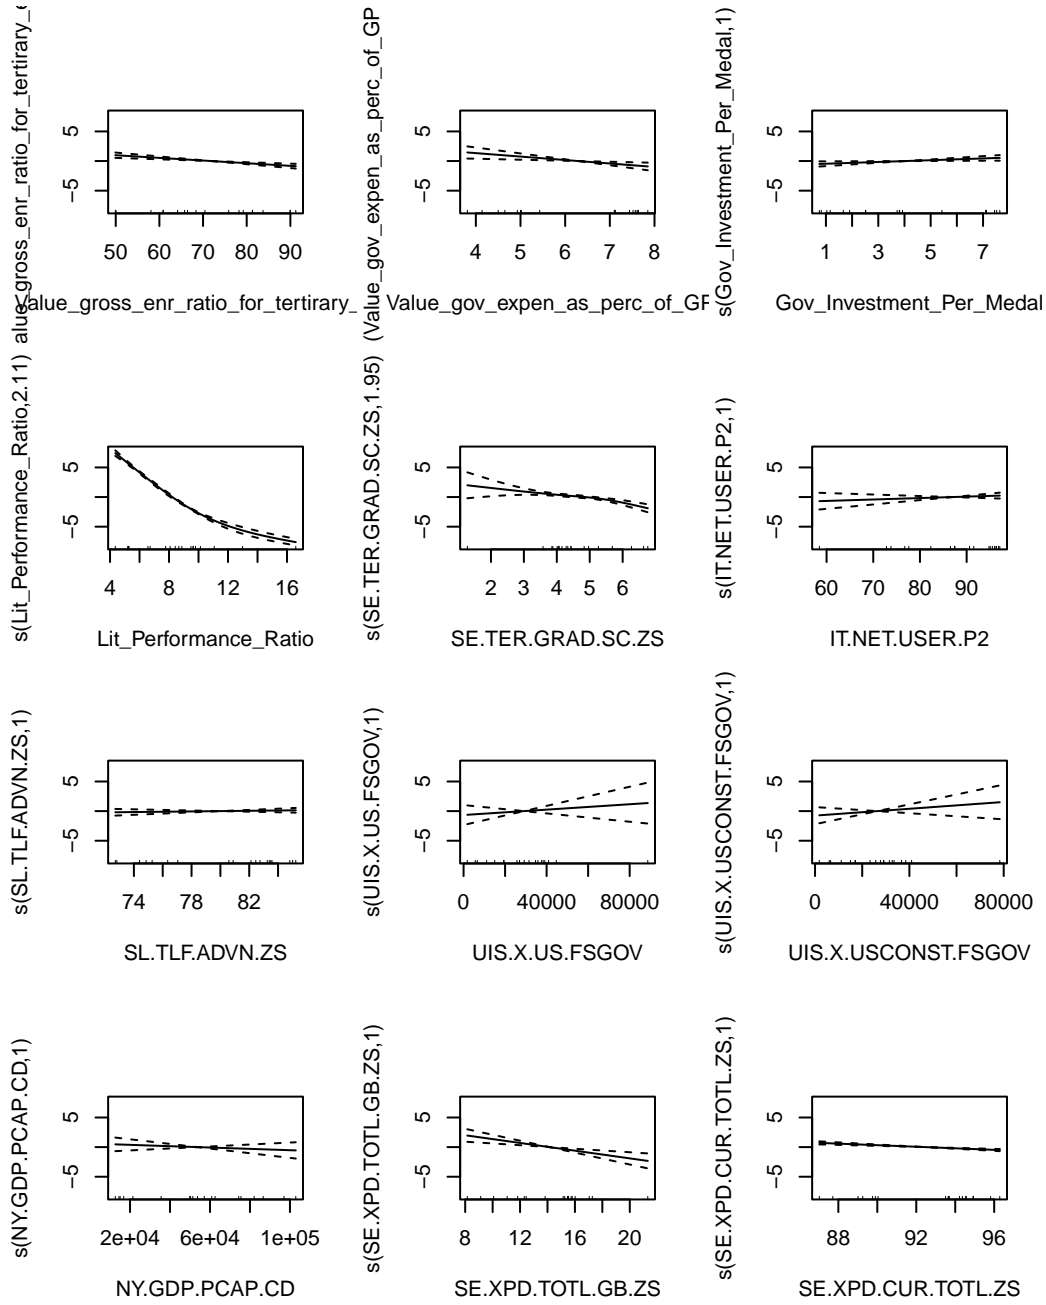 alue_gross_enr_ratio_for_tertirary_e
5
−5
50 60 70 80 90
Value_gross_enr_ratio_for_tertirary_
(Value_gov_expen_as_perc_of_GP
5
−5
4 5 6 7 8
Value_gov_expen_as_perc_of_GP
s(Gov_Investment_Per_Medal,1)
5
−5
1 3 5 7
Gov_Investment_Per_Medal
s(Lit_Performance_Ratio,2.11)
5
−5
4 8 12 16
Lit_Performance_Ratio
s(SE.TER.GRAD.SC.ZS,1.95)
5
−5
2 3 4 5 6
SE.TER.GRAD.SC.ZS
s(IT.NET.USER.P2,1)
5
−5
60 70 80 90
IT.NET.USER.P2
s(SL.TLF.ADVN.ZS,1)
5
−5
74 78 82
SL.TLF.ADVN.ZS
s(UIS.X.US.FSGOV,1)
5
−5
0 40000 80000
UIS.X.US.FSGOV
s(UIS.X.USCONST.FSGOV,1)
5
−5
0 40000 80000
UIS.X.USCONST.FSGOV
s(NY.GDP.PCAP.CD,1)
5
−5
2e+04 6e+04 1e+05
NY.GDP.PCAP.CD
s(SE.XPD.TOTL.GB.ZS,1)
5
−5
8 12 16 20
SE.XPD.TOTL.GB.ZS
s(SE.XPD.CUR.TOTL.ZS,1)
5
−5
88 92 96
SE.XPD.CUR.TOTL.ZS